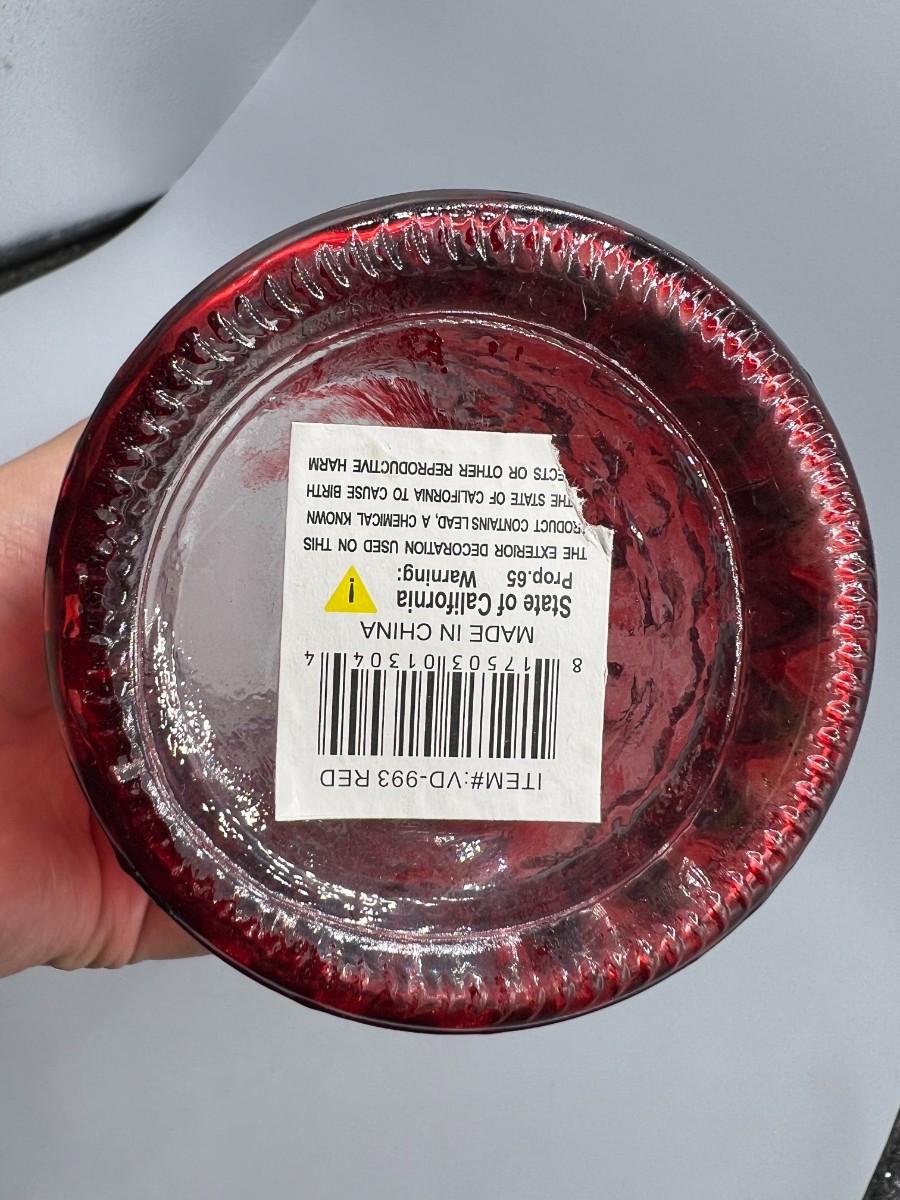 ITEM#:VD-993 RED
8 17503 01304 4
MADE IN CHINA
State of California
Prop.65 Warning:
THE EXTERIOR DECORATION USED ON THIS
RODUCT CONTAINS LEAD, A CHEMICAL KNOWN
THE STATE OF CALIFORNIA TO CAUSE BIRTH
ECTS OR OTHER REPRODUCTIVE HARM